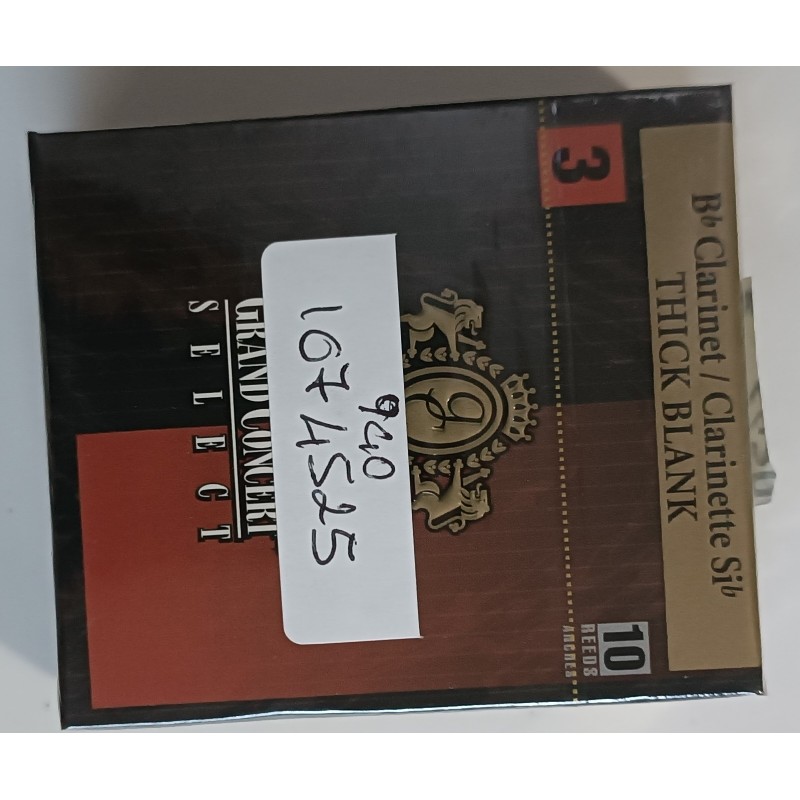 B♭ Clarinet / Clarinette Si♭
THICK BLANK
3
10
REEDS
ANCHES
GRAND CONCERT
SELECT
940
1674525